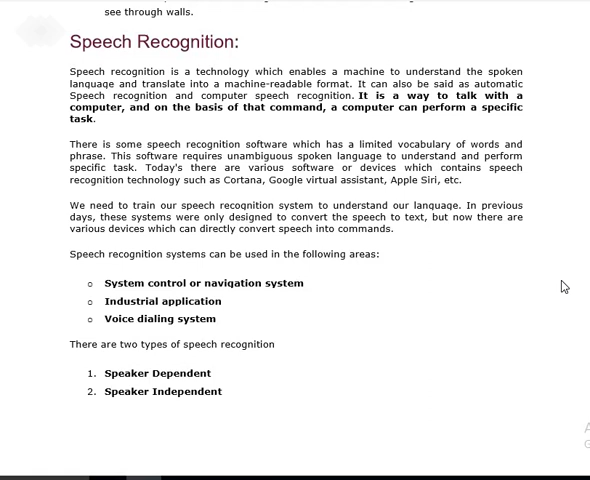 see through walls.
Speech Recognition:
Speech recognition is a technology which enables a machine to understand the spoken
language and translate into a machine-readable format. It can also be said as automatic
Speech recognition and computer speech recognition. It is a way to talk with a
computer, and on the basis of that command, a computer can perform a specific
task.
There is some speech recognition software which has a limited vocabulary of words and
phrase. This software requires unambiguous spoken language to understand and perform
specific task. Today's there are various software or devices which contains speech
recognition technology such as Cortana, Google virtual assistant, Apple Siri, etc.
We need to train our speech recognition system to understand our language. In previous
days, these systems were only designed to convert the speech to text, but now there are
various devices which can directly convert speech into commands.
Speech recognition systems can be used in the following areas:
o System control or navigation system
o Industrial application
o Voice dialing system
There are two types of speech recognition
1. Speaker Dependent
2. Speaker Independent